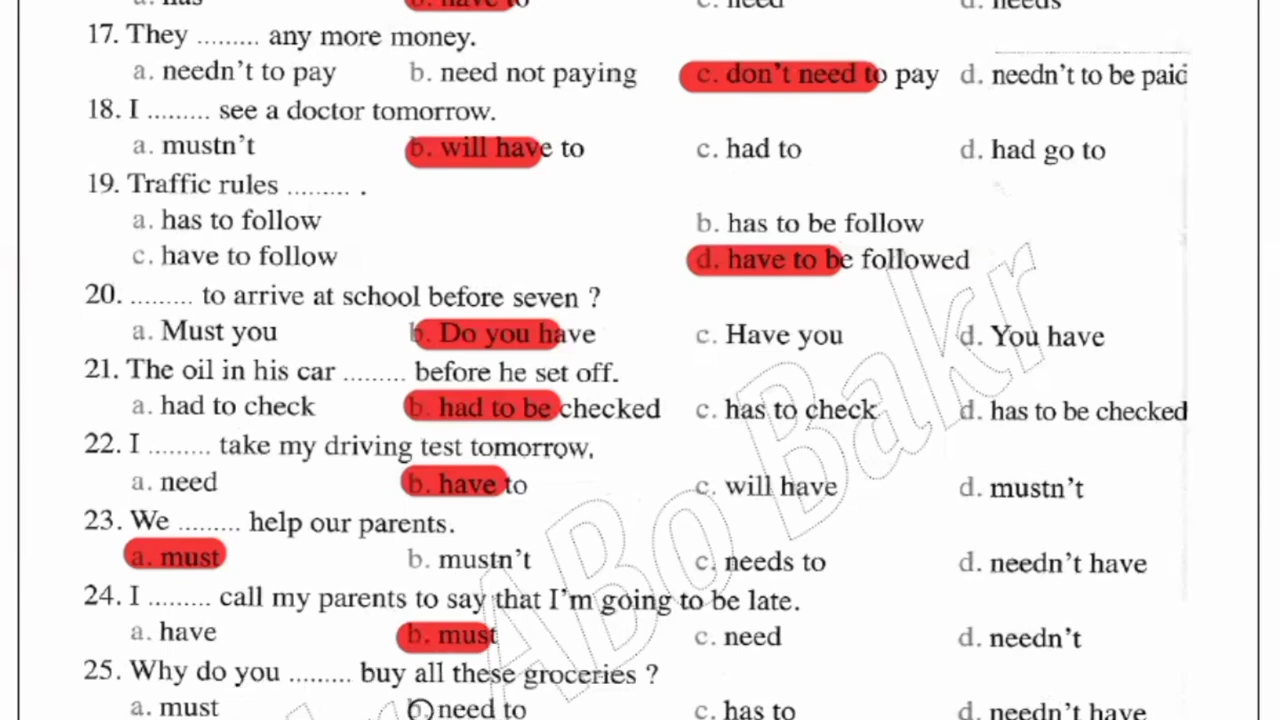 a. has b. have to c. need d. needs
17. They ......... any more money.
a. needn't to pay b. need not paying c. don't need to pay d. needn't to be paid
18. I ......... see a doctor tomorrow.
a. mustn't b. will have to c. had to d. had go to
19. Traffic rules ......... .
a. has to follow b. has to be follow
c. have to follow d. have to be followed
20. ......... to arrive at school before seven ?
a. Must you b. Do you have c. Have you d. You have
21. The oil in his car ......... before he set off.
a. had to check b. had to be checked c. has to check d. has to be checked
22. I ......... take my driving test tomorrow.
a. need b. have to c. will have d. mustn't
23. We ......... help our parents.
a. must b. mustn't c. needs to d. needn't have
24. I ......... call my parents to say that I'm going to be late.
a. have b. must c. need d. needn't
25. Why do you ......... buy all these groceries ?
a. must b. need to c. has to d. needn't have
ABo Bakr